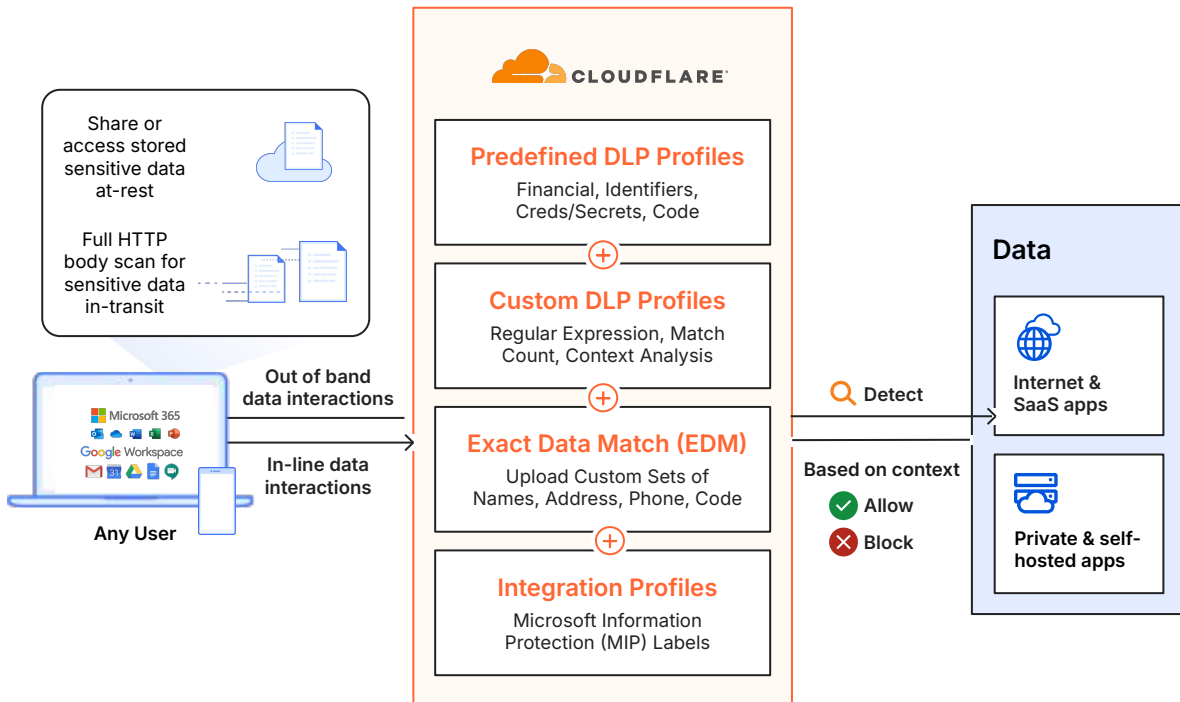 CLOUDFLARE
Share or
access stored
sensitive data
at-rest
Full HTTP
body scan for
sensitive data
in-transit
Microsoft 365
Google Workspace
31
Any User
Out of band
data interactions
In-line data
interactions
Predefined DLP Profiles
Financial, Identifiers,
Creds/Secrets, Code
Custom DLP Profiles
Regular Expression, Match
Count, Context Analysis
Exact Data Match (EDM)
Upload Custom Sets of
Names, Address, Phone, Code
Integration Profiles
Microsoft Information
Protection (MIP) Labels
Detect
Based on context
Allow
Block
Data
Internet &
SaaS apps
Private & self-
hosted apps